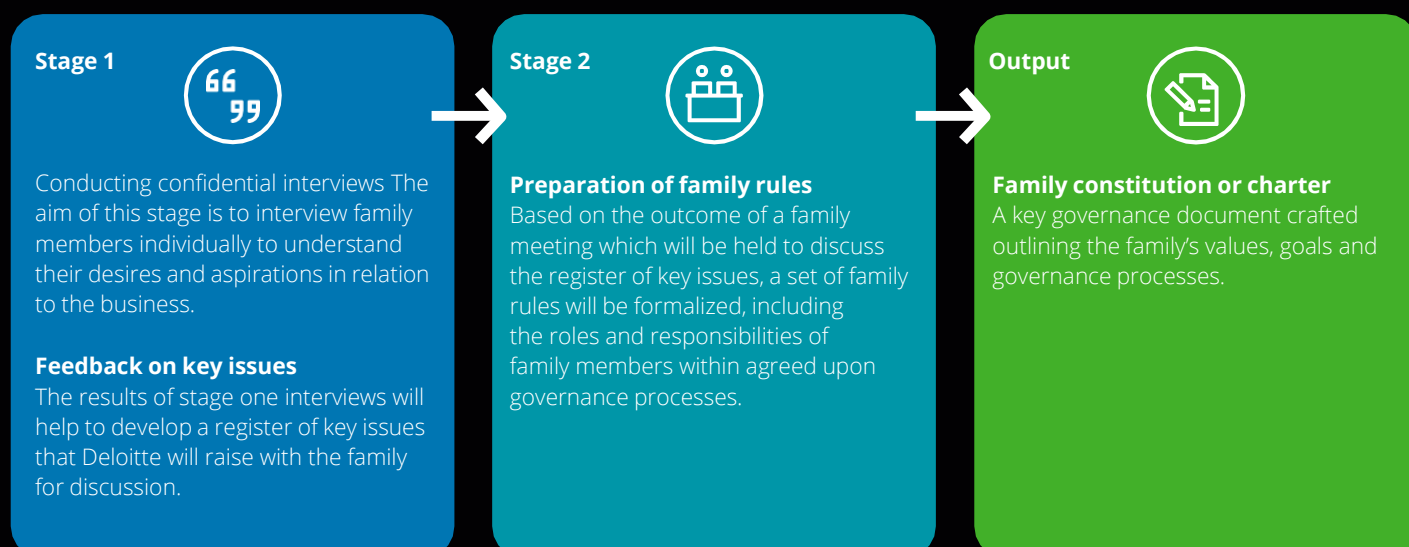 Stage 1
Conducting confidential interviews The
aim of this stage is to interview family
members individually to understand
their desires and aspirations in relation
to the business.
Feedback on key issues
The results of stage one interviews will
help to develop a register of key issues
that Deloitte will raise with the family
for discussion.
Stage 2
Preparation of family rules
Based on the outcome of a family
meeting which will be held to discuss
the register of key issues, a set of family
rules will be formalized, including
the roles and responsibilities of
family members within agreed upon
governance processes.
Output
Family constitution or charter
A key governance document crafted
outlining the family’s values, goals and
governance processes.